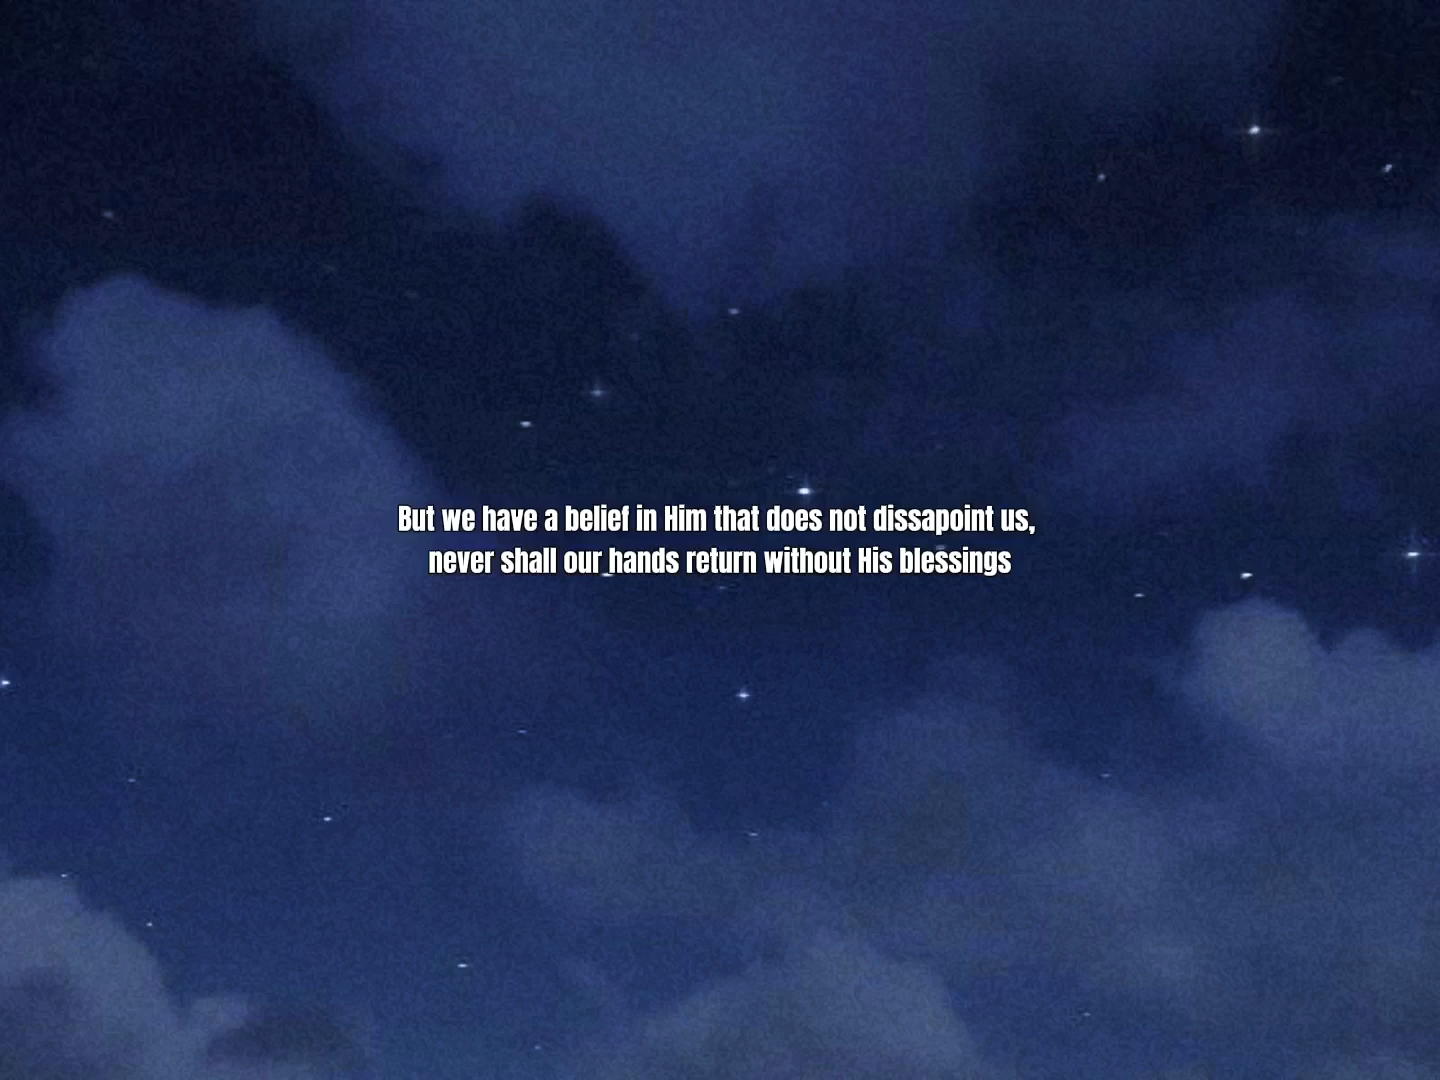 But we have a belief in Him that does not dissapoint us,
never shall our hands return without His blessings